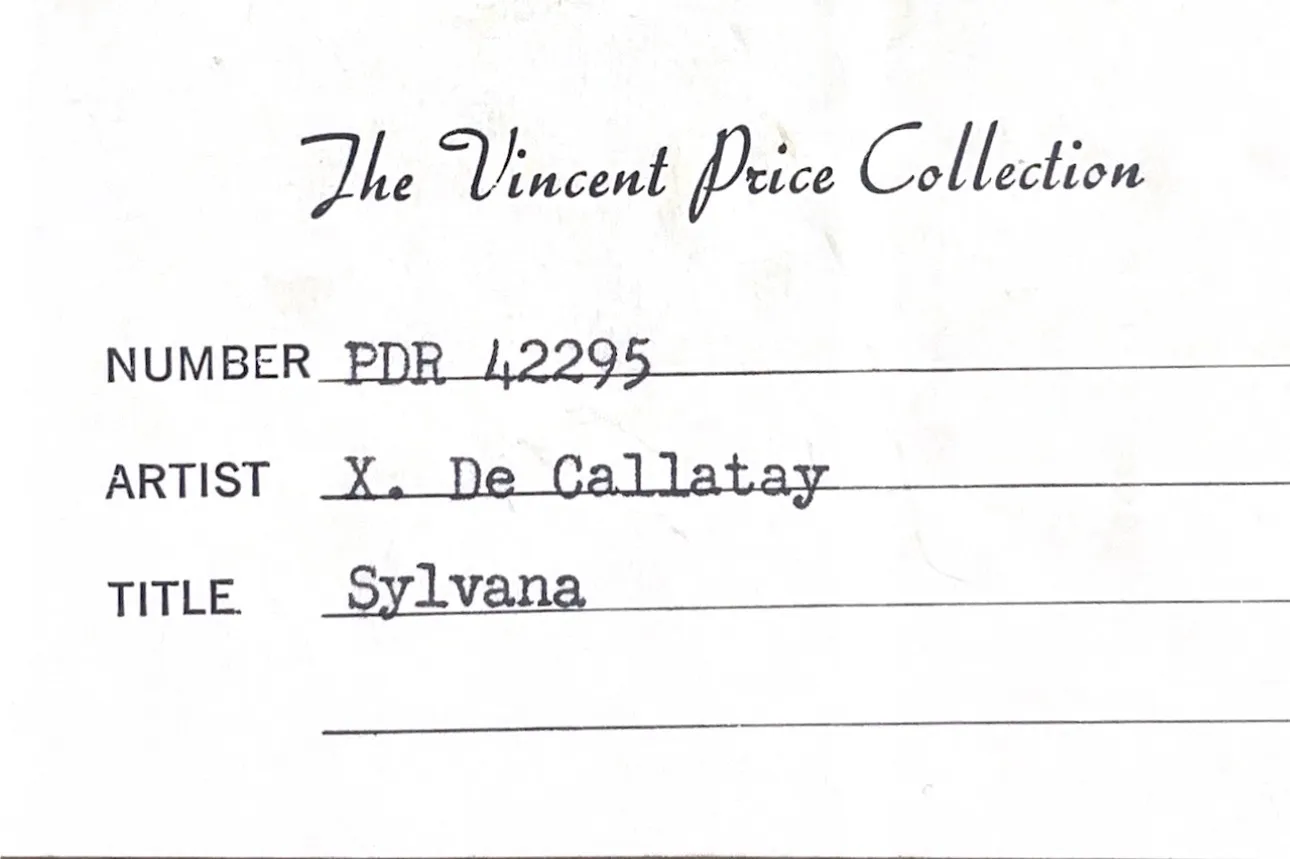 The Vincent Price Collection
NUMBER PDR 42295
ARTIST X. De Callatay
TITLE Sylvana